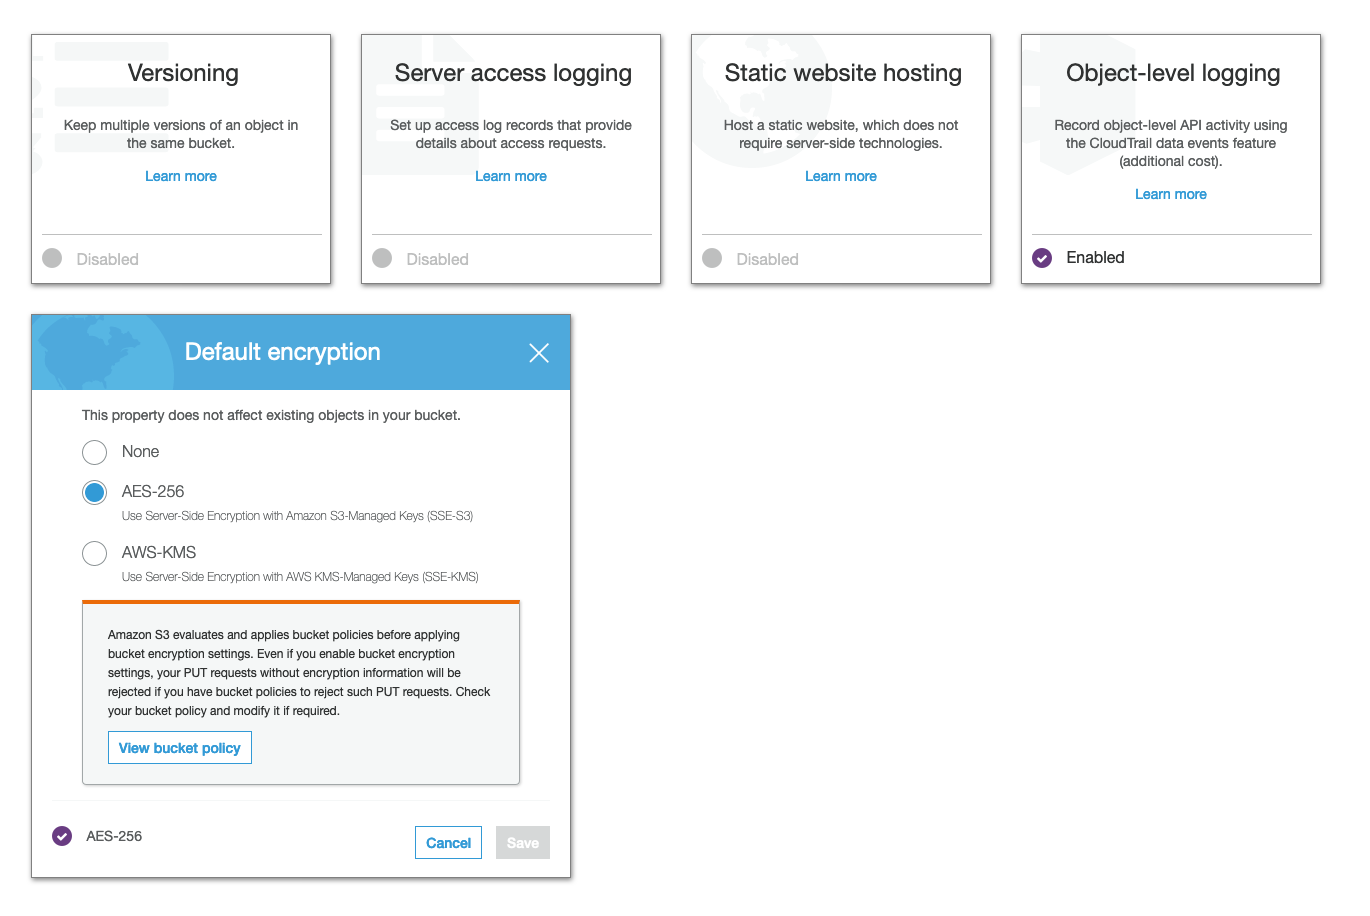 Versioning
Keep multiple versions of an object in
the same bucket.
Learn more
Disabled
Server access logging
Set up access log records that provide
details about access requests.
Learn more
Disabled
Static website hosting
Host a static website, which does not
require server-side technologies.
Learn more
Disabled
Object-level logging
Record object-level API activity using
the CloudTrail data events feature
(additional cost).
Learn more
Enabled
Default encryption
This property does not affect existing objects in your bucket.
None
AES-256
Use Server-Side Encryption with Amazon S3-Managed Keys (SSE-S3)
AWS-KMS
Use Server-Side Encryption with AWS KMS-Managed Keys (SSE-KMS)
Amazon S3 evaluates and applies bucket policies before applying
bucket encryption settings. Even if you enable bucket encryption
settings, your PUT requests without encryption information will be
rejected if you have bucket policies to reject such PUT requests. Check
your bucket policy and modify it if required.
View bucket policy
AES-256
Cancel
Save